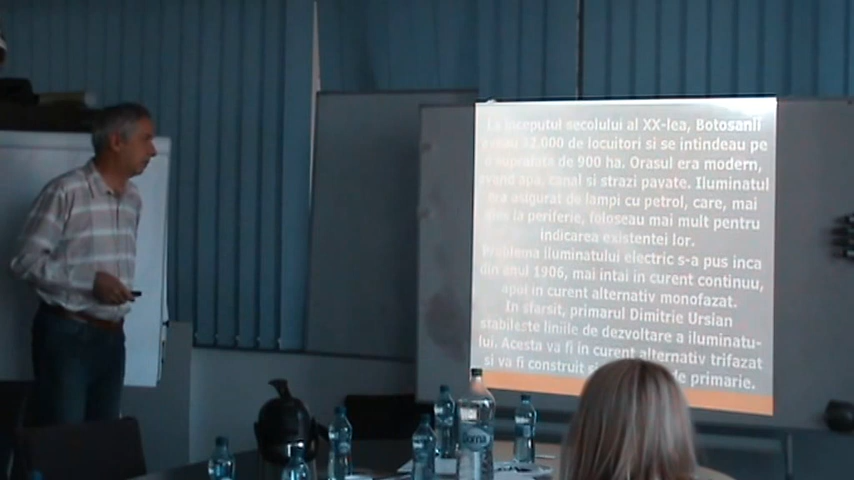 La inceputul secolului al XX-lea, Botosanii
aveau 32.000 de locuitori si se intindeau pe
o suprafata de 900 ha. Orasul era modern,
avand apa, canal si strazi pavate. Iluminatul
era asigurat de lampi cu petrol, care, mai
ales la periferie, foloseau mai mult pentru
indicarea existentei lor.
Problema iluminatului electric s-a pus inca
din anul 1906, mai intai in curent continuu,
apoi in curent alternativ monofazat.
In sfarsit, primarul Dimitrie Ursian
stabileste liniile de dezvoltare a iluminatu-
lui. Acesta va fi in curent alternativ trifazat
si va fi construit de primarie.
Dorna